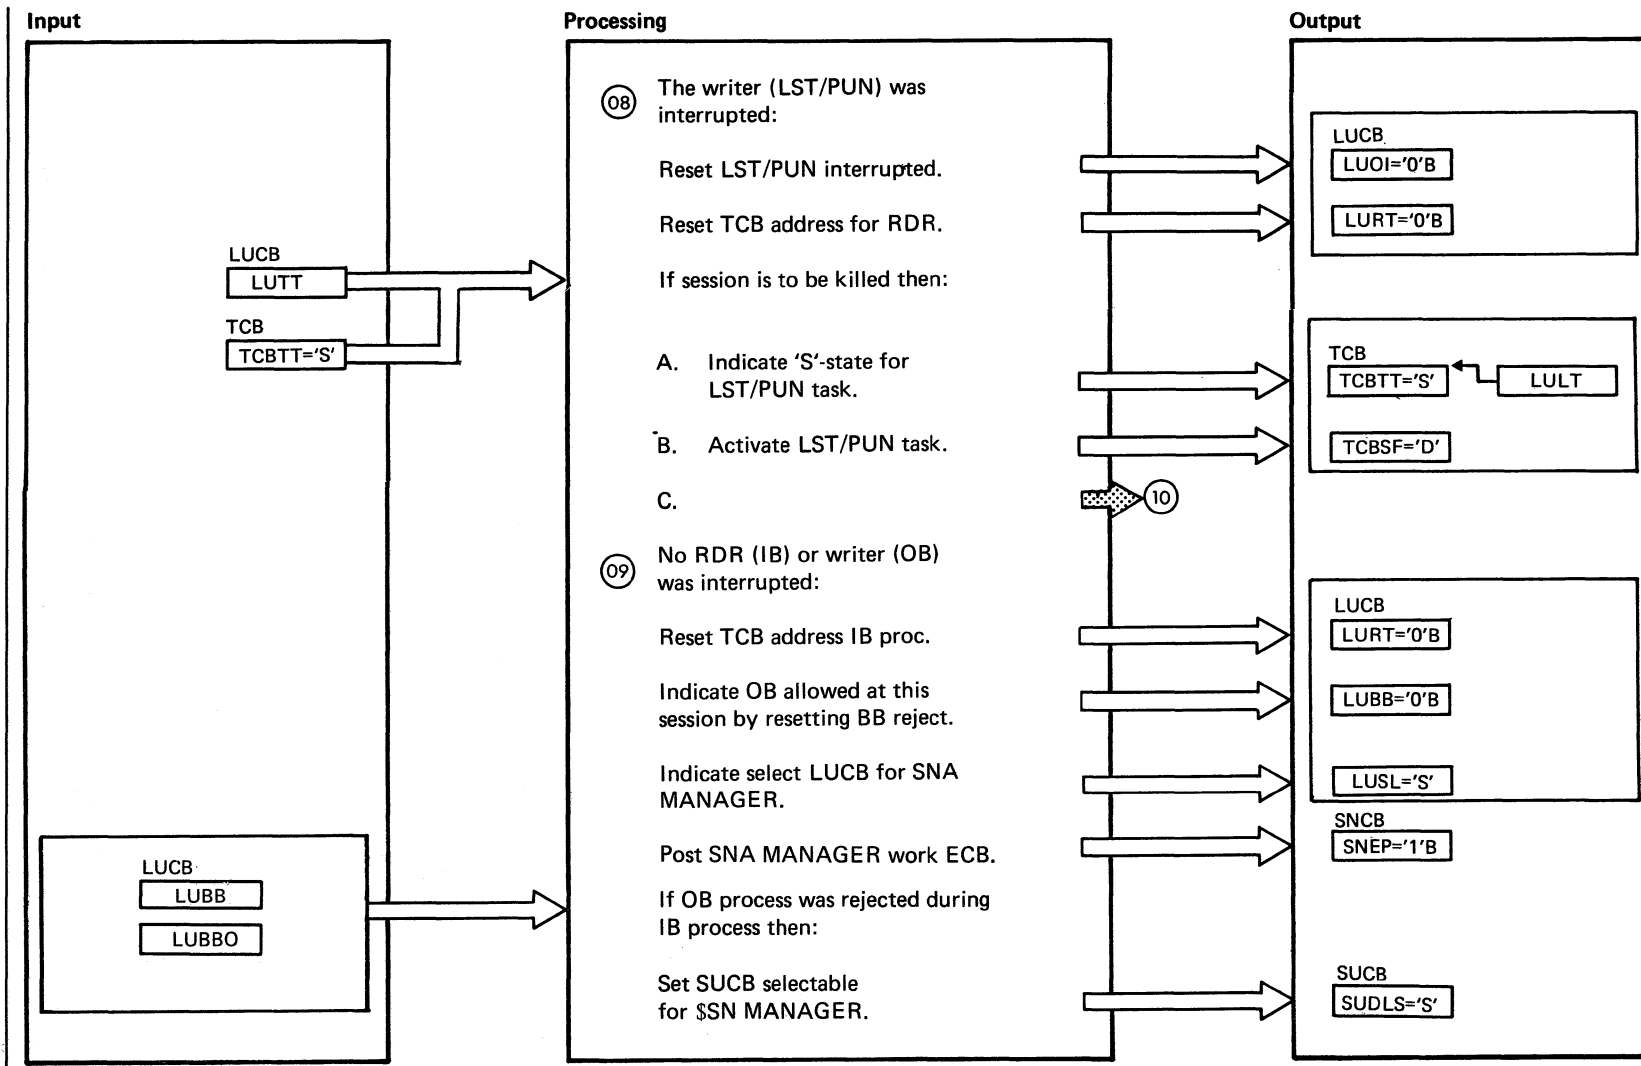 Input
Processing
Output
LUCB
LUTT
TCB
TCBTT='S'
LUCB
LUBB
LUBBO
08
The writer (LST/PUN) was
interrupted:
Reset LST/PUN interrupted.
Reset TCB address for RDR.
If session is to be killed then:
A. Indicate 'S'-state for
LST/PUN task.
B. Activate LST/PUN task.
C.
10
09
No RDR (IB) or writer (OB)
was interrupted:
Reset TCB address IB proc.
Indicate OB allowed at this
session by resetting BB reject.
Indicate select LUCB for SNA
MANAGER.
Post SNA MANAGER work ECB.
If OB process was rejected during
IB process then:
Set SUCB selectable
for $SN MANAGER.
LUCB
LUOI='0'B
LURT='0'B
TCB
TCBTT='S'
LULT
TCBSF='D'
LUCB
LURT='0'B
LUBB='0'B
LUSL='S'
SNCB
SNEP='1'B
SUCB
SUDLS='S'